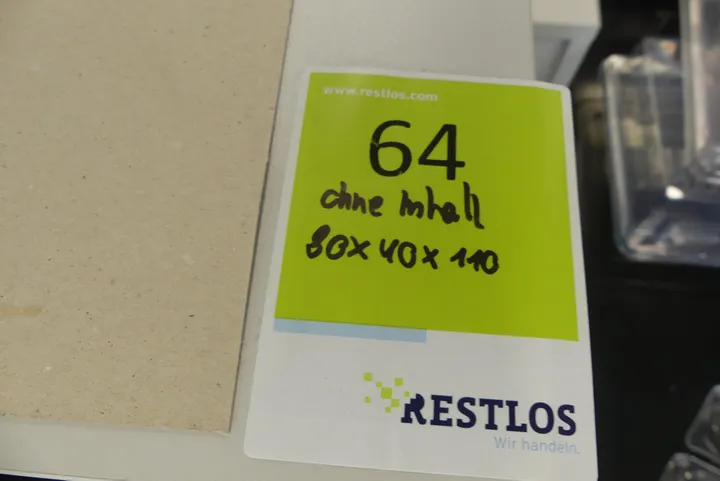 www.restlos.com
64
ohne Inhalt
80x40x110
RESTLOS
Wir handeln.